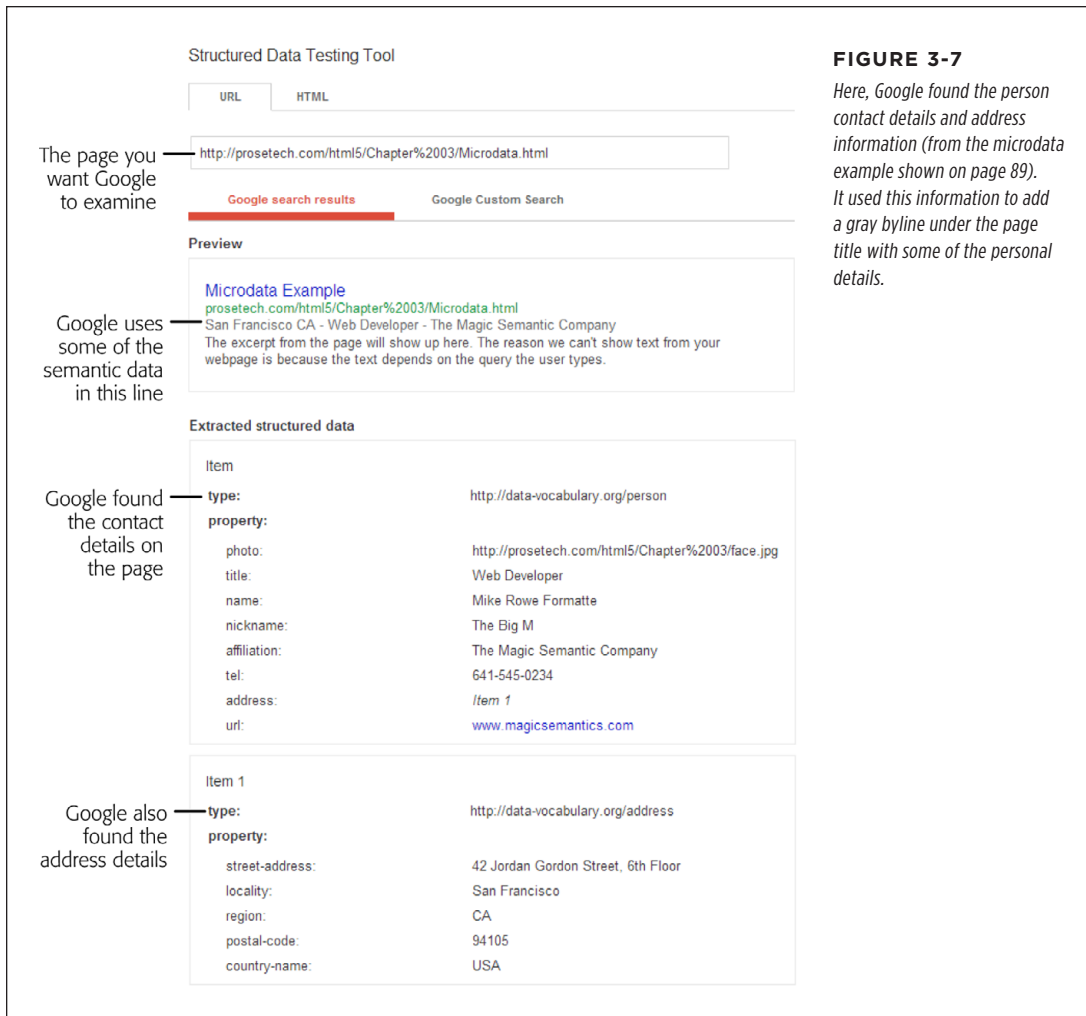 Structured Data Testing Tool
URL HTML
The page you
want Google
to examine
http://prosetech.com/html5/Chapter%2003/Microdata.html
Google search results Google Custom Search
Preview
Microdata Example
prosetech.com/html5/Chapter%2003/Microdata.html
San Francisco CA - Web Developer - The Magic Semantic Company
The excerpt from the page will show up here. The reason we can't show text from your
webpage is because the text depends on the query the user types.
Google uses
some of the
semantic data
in this line
Extracted structured data
Item
type: http://data-vocabulary.org/person
property:
photo: http://prosetech.com/html5/Chapter%2003/face.jpg
title: Web Developer
name: Mike Rowe Formatte
nickname: The Big M
affiliation: The Magic Semantic Company
tel: 641-545-0234
address: Item 1
url: www.magicsemantics.com
Google found
the contact
details on
the page
Item 1
type: http://data-vocabulary.org/address
property:
street-address: 42 Jordan Gordon Street, 6th Floor
locality: San Francisco
region: CA
postal-code: 94105
country-name: USA
Google also
found the
address details
FIGURE 3-7
Here, Google found the person
contact details and address
information (from the microdata
example shown on page 89).
It used this information to add
a gray byline under the page
title with some of the personal
details.